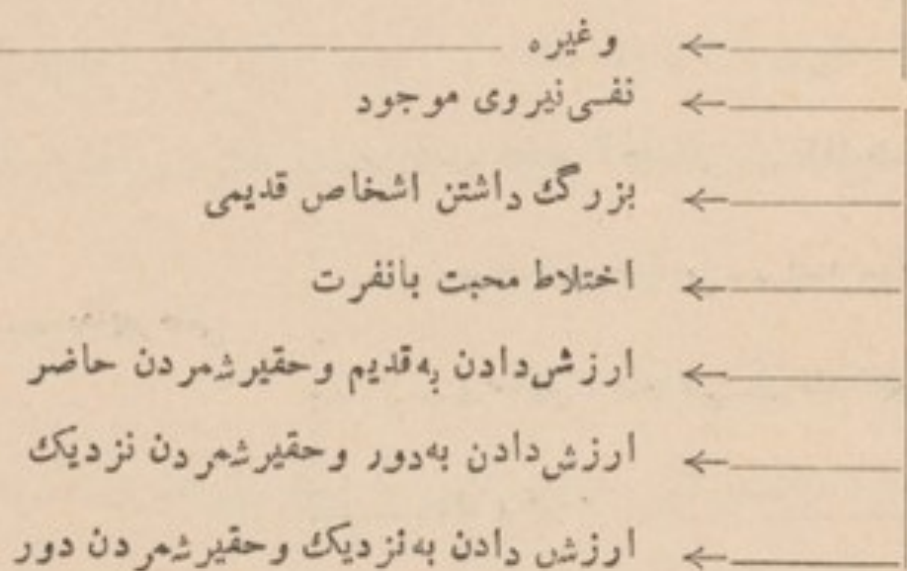 وغیره
نفی نیروی موجود
بزرگ داشتن اشخاص قدیمی
اختلاط محبت بانفرت
ارزش دادن به قدیم وحقیر شمردن حاضر
ارزش دادن به دور وحقیر شمردن نزدیک
ارزش دادن به نزدیک وحقیر شمردن دور